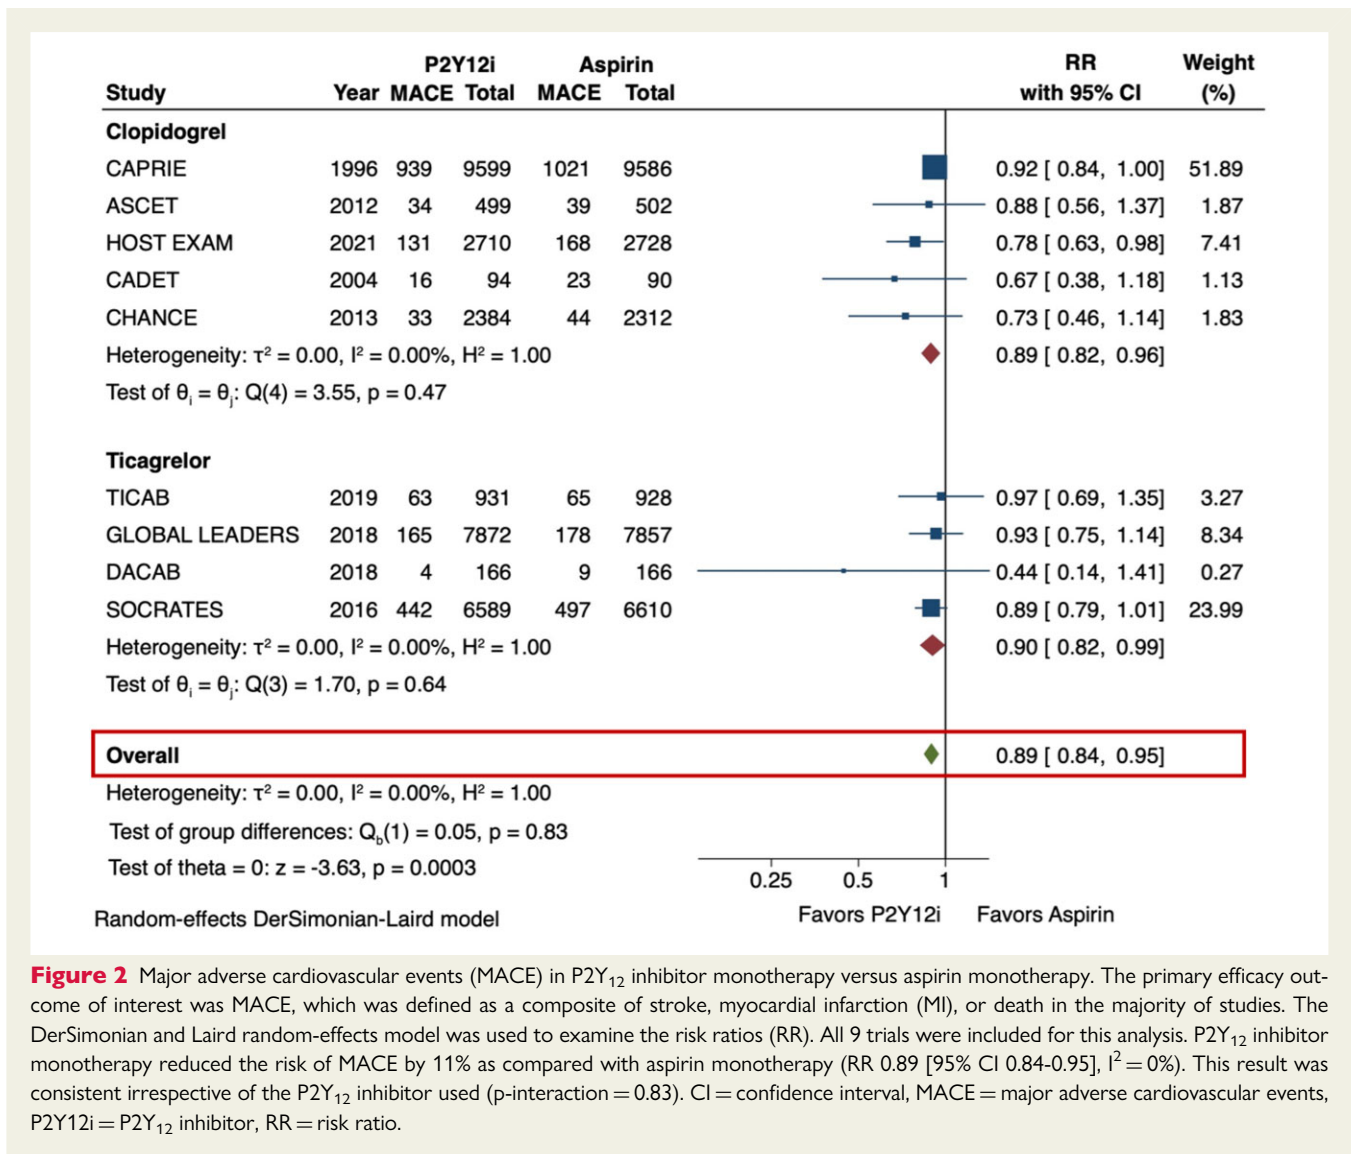 P2Y12i Aspirin RR Weight
Study Year MACE Total MACE Total with 95% CI (%)
Clopidogrel
CAPRIE 1996 939 9599 1021 9586 0.92 [ 0.84, 1.00] 51.89
ASCET 2012 34 499 39 502 0.88 [ 0.56, 1.37] 1.87
HOST EXAM 2021 131 2710 168 2728 0.78 [ 0.63, 0.98] 7.41
CADET 2004 16 94 23 90 0.67 [ 0.38, 1.18] 1.13
CHANCE 2013 33 2384 44 2312 0.73 [ 0.46, 1.14] 1.83
Heterogeneity: τ² = 0.00, I² = 0.00%, H² = 1.00 0.89 [ 0.82, 0.96]
Test of θᵢ = θⱼ: Q(4) = 3.55, p = 0.47
Ticagrelor
TICAB 2019 63 931 65 928 0.97 [ 0.69, 1.35] 3.27
GLOBAL LEADERS 2018 165 7872 178 7857 0.93 [ 0.75, 1.14] 8.34
DACAB 2018 4 166 9 166 0.44 [ 0.14, 1.41] 0.27
SOCRATES 2016 442 6589 497 6610 0.89 [ 0.79, 1.01] 23.99
Heterogeneity: τ² = 0.00, I² = 0.00%, H² = 1.00 0.90 [ 0.82, 0.99]
Test of θᵢ = θⱼ: Q(3) = 1.70, p = 0.64
Overall 0.89 [ 0.84, 0.95]
Heterogeneity: τ² = 0.00, I² = 0.00%, H² = 1.00
Test of group differences: Q_b(1) = 0.05, p = 0.83
Test of theta = 0: z = -3.63, p = 0.0003
0.25 0.5 1
Random-effects DerSimonian-Laird model Favors P2Y12i Favors Aspirin
Figure 2 Major adverse cardiovascular events (MACE) in P2Y₁₂ inhibitor monotherapy versus aspirin monotherapy. The primary efficacy out-
come of interest was MACE, which was defined as a composite of stroke, myocardial infarction (MI), or death in the majority of studies. The
DerSimonian and Laird random-effects model was used to examine the risk ratios (RR). All 9 trials were included for this analysis. P2Y₁₂ inhibitor
monotherapy reduced the risk of MACE by 11% as compared with aspirin monotherapy (RR 0.89 [95% CI 0.84-0.95], I² = 0%). This result was
consistent irrespective of the P2Y₁₂ inhibitor used (p-interaction = 0.83). CI = confidence interval, MACE = major adverse cardiovascular events,
P2Y12i = P2Y₁₂ inhibitor, RR = risk ratio.